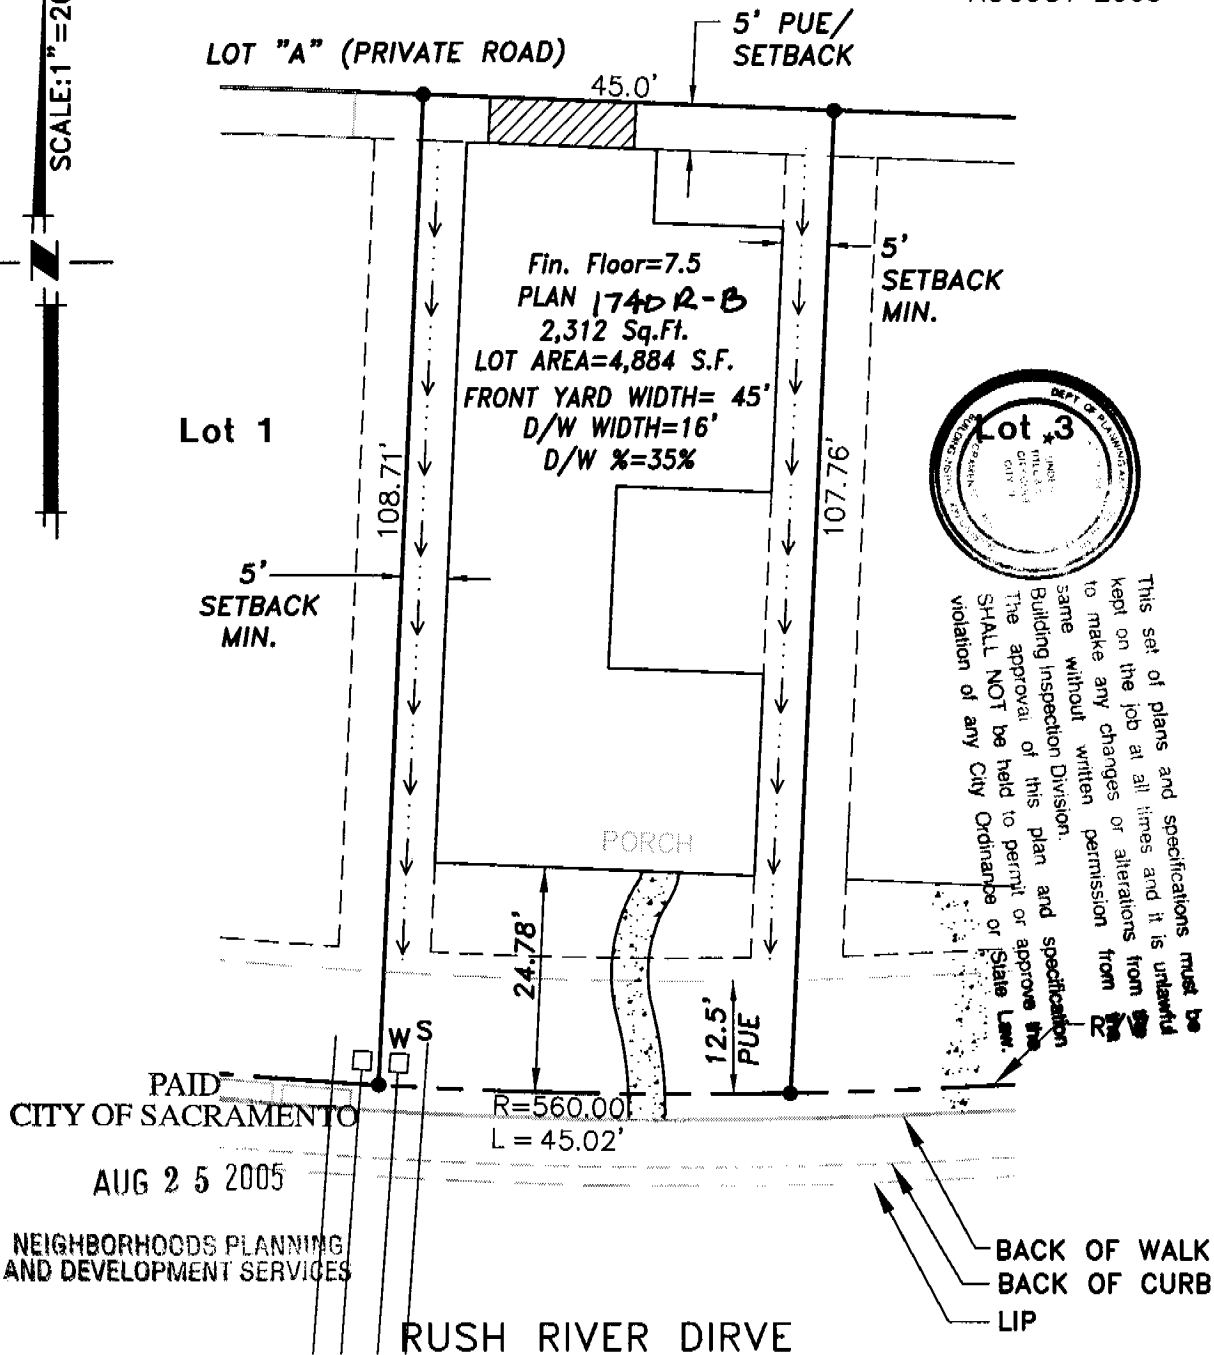 SCALE:1"=20
5' PUE/
SETBACK
LOT "A" (PRIVATE ROAD)
45.0'
Fin. Floor=7.5
PLAN 1740 R-B
2,312 Sq.Ft.
LOT AREA=4,884 S.F.
FRONT YARD WIDTH= 45'
D/W WIDTH=16'
D/W %=35%
5'
SETBACK
MIN.
Lot 1
Lot 3
DEPT OF PLANNING
108.71'
107.76'
5'
SETBACK
MIN.
This set of plans and specifications must be
kept on the job at all times and it is unlawful
to make any changes or alterations from the
same without written permission from the
Building Inspection Division.
The approval of this plan and specification
SHALL NOT be held to permit or approve the
violation of any City Ordinance or State Law.
PORCH
24.78'
12.5'
PUE
W S
R=560.00'
L = 45.02'
PAID
CITY OF SACRAMENTO
AUG 25 2005
NEIGHBORHOODS PLANNING
AND DEVELOPMENT SERVICES
BACK OF WALK
BACK OF CURB
LIP
RUSH RIVER DIRVE